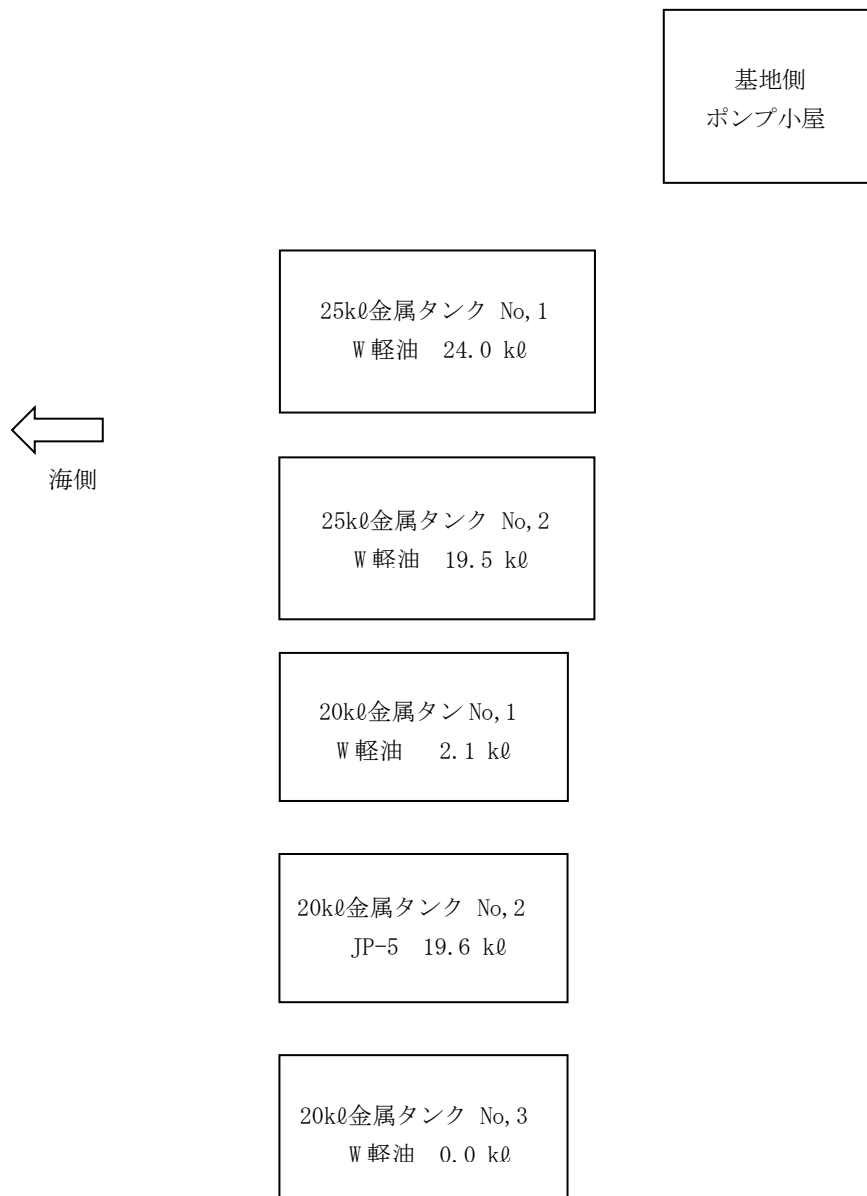 基地側
ポンプ小屋
25kℓ金属タンク No,1
W軽油 24.0 kℓ
海側
25kℓ金属タンク No,2
W軽油 19.5 kℓ
20kℓ金属タンNo,1
W軽油 2.1 kℓ
20kℓ金属タンク No,2
JP-5 19.6 kℓ
20kℓ金属タンク No,3
W軽油 0.0 kℓ